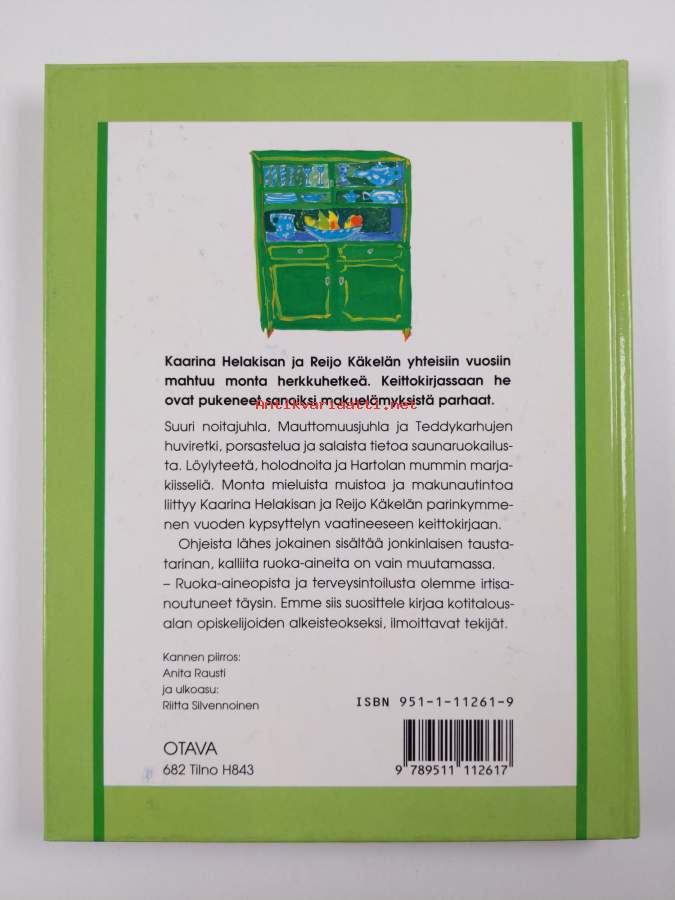 Kaarina Helakisan ja Reijo Käkelän yhteisiin vuosiin
mahtuu monta herkkuhetkeä. Keittokirjassaan he
ovat pukeneet sanoiksi makuelämyksistä parhaat.
Antikvariaatti.net
Suuri noitajuhla, Mauttomuusjuhla ja Teddykarhujen
huviretki, porsastelua ja salaista tietoa saunaruokailus-
ta. Löylyteetä, holodnoita ja Hartolan mummin marja-
kiisseliä. Monta mieluista muistoa ja makunautintoa
liittyy Kaarina Helakisan ja Reijo Käkelän parinkymme-
nen vuoden kypsyttelyn vaatineeseen keittokirjaan.
Ohjeista lähes jokainen sisältää jonkinlaisen tausta-
tarinan, kalliita ruoka-aineita on vain muutamassa.
– Ruoka-aineopista ja terveysintoilusta olemme irtisa-
noutuneet täysin. Emme siis suosittele kirjaa kotitalous-
alan opiskelijoiden alkeisteokseksi, ilmoittavat tekijät.
Kannen piirros:
Anita Rausti
ja ulkoasu:
Riitta Silvennoinen
ISBN 951-1-11261-9
OTAVA
682 Tilno H843
9 789511 112617